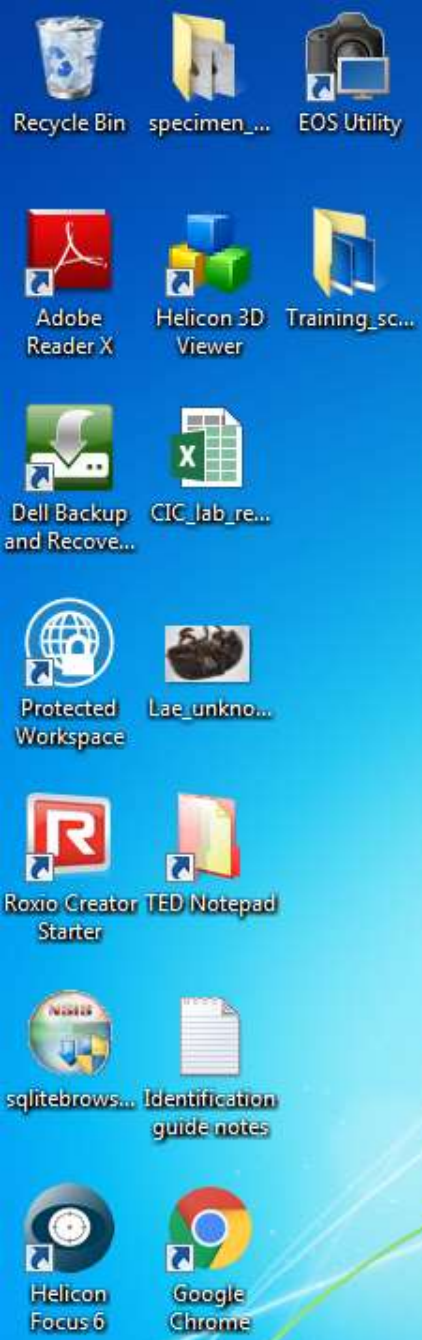 Recycle Bin
specimen_...
EOS Utility
Adobe
Reader X
Helicon 3D
Viewer
Training_sc...
Dell Backup
and Recove...
CIC_lab_re...
Protected
Workspace
Lae_unkno...
Roxio Creator
Starter
TED Notepad
NSIS
sqlitebrows...
Identification
guide notes
Helicon
Focus 6
Google
Chrome